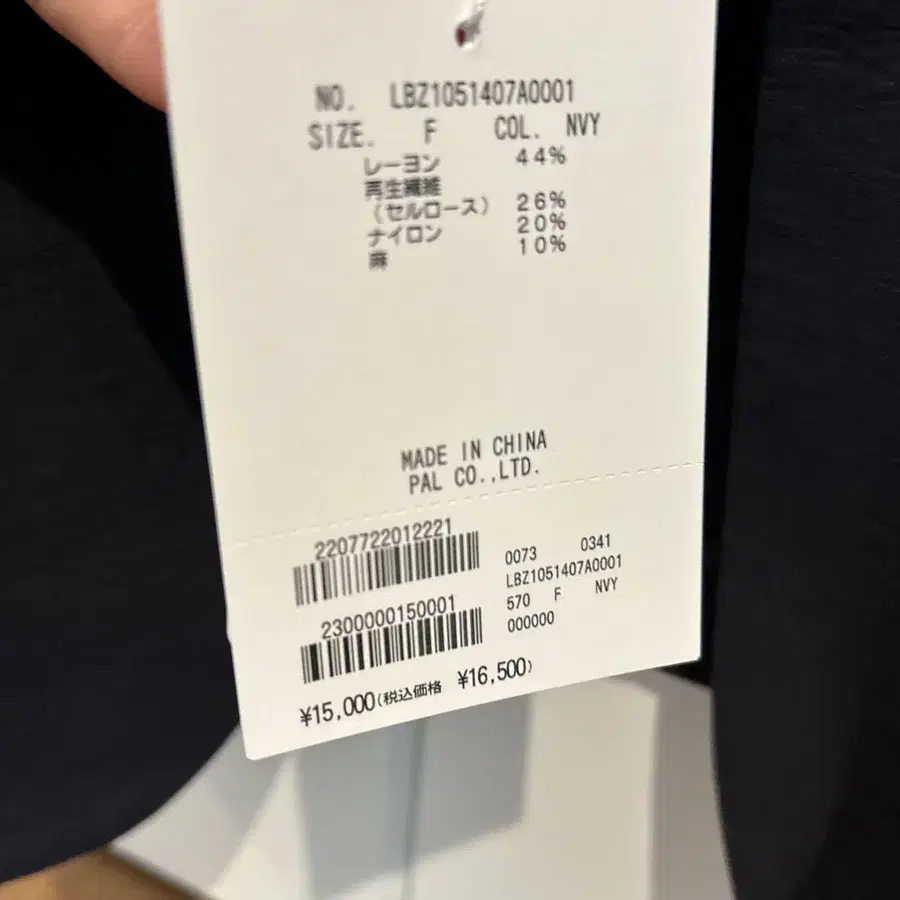 NO. LBZ1051407A0001
SIZE. F COL. NVY
レーヨン 44%
再生繊維
(セルロース) 26%
ナイロン 20%
麻 10%
MADE IN CHINA
PAL CO.,LTD.
2207722012221
2300000150001
0073 0341
LBZ1051407A0001
570 F NVY
000000
¥15,000(税込価格 ¥16,500)